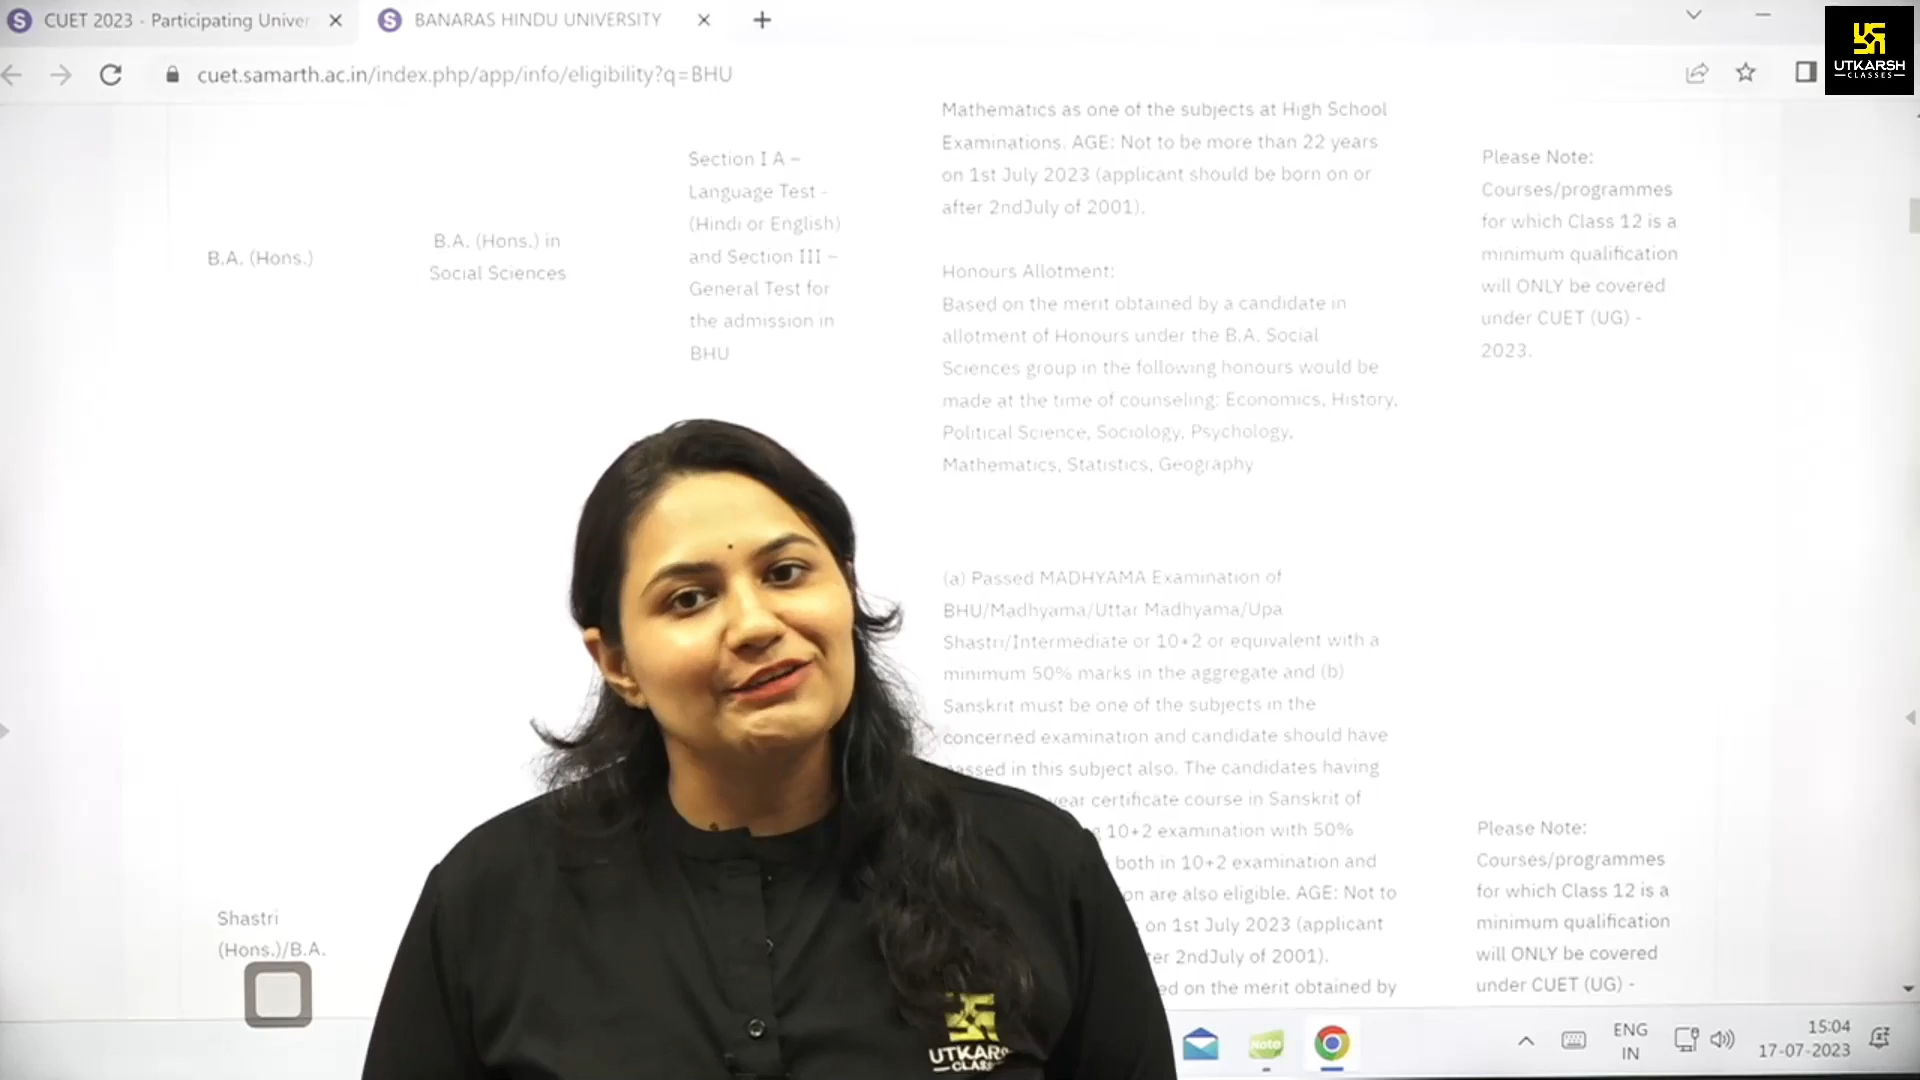 CUET 2023 - Participating Univer
BANARAS HINDU UNIVERSITY
cuet.samarth.ac.in/index.php/app/info/eligibility?q=BHU
UTKARSH
CLASSES
B.A. (Hons.)
B.A. (Hons.) in
Social Sciences
Section I A –
Language Test -
(Hindi or English)
and Section III –
General Test for
the admission in
BHU
Mathematics as one of the subjects at High School
Examinations. AGE: Not to be more than 22 years
on 1st July 2023 (applicant should be born on or
after 2ndJuly of 2001).
Honours Allotment:
Based on the merit obtained by a candidate in
allotment of Honours under the B.A. Social
Sciences group in the following honours would be
made at the time of counseling: Economics, History,
Political Science, Sociology, Psychology,
Mathematics, Statistics, Geography
Please Note:
Courses/programmes
for which Class 12 is a
minimum qualification
will ONLY be covered
under CUET (UG) -
2023.
Shastri
(Hons.)/B.A.
(a) Passed MADHYAMA Examination of
BHU/Madhyama/Uttar Madhyama/Upa
Shastri/Intermediate or 10+2 or equivalent with a
minimum 50% marks in the aggregate and (b)
Sanskrit must be one of the subjects in the
concerned examination and candidate should have
passed in this subject also. The candidates having
year certificate course in Sanskrit of
10+2 examination with 50%
both in 10+2 examination and
on are also eligible. AGE: Not to
on 1st July 2023 (applicant
ter 2ndJuly of 2001).
ed on the merit obtained by
Please Note:
Courses/programmes
for which Class 12 is a
minimum qualification
will ONLY be covered
under CUET (UG) -
UTKARS
CLASS
Note
ENG
IN
15:04
17-07-2023